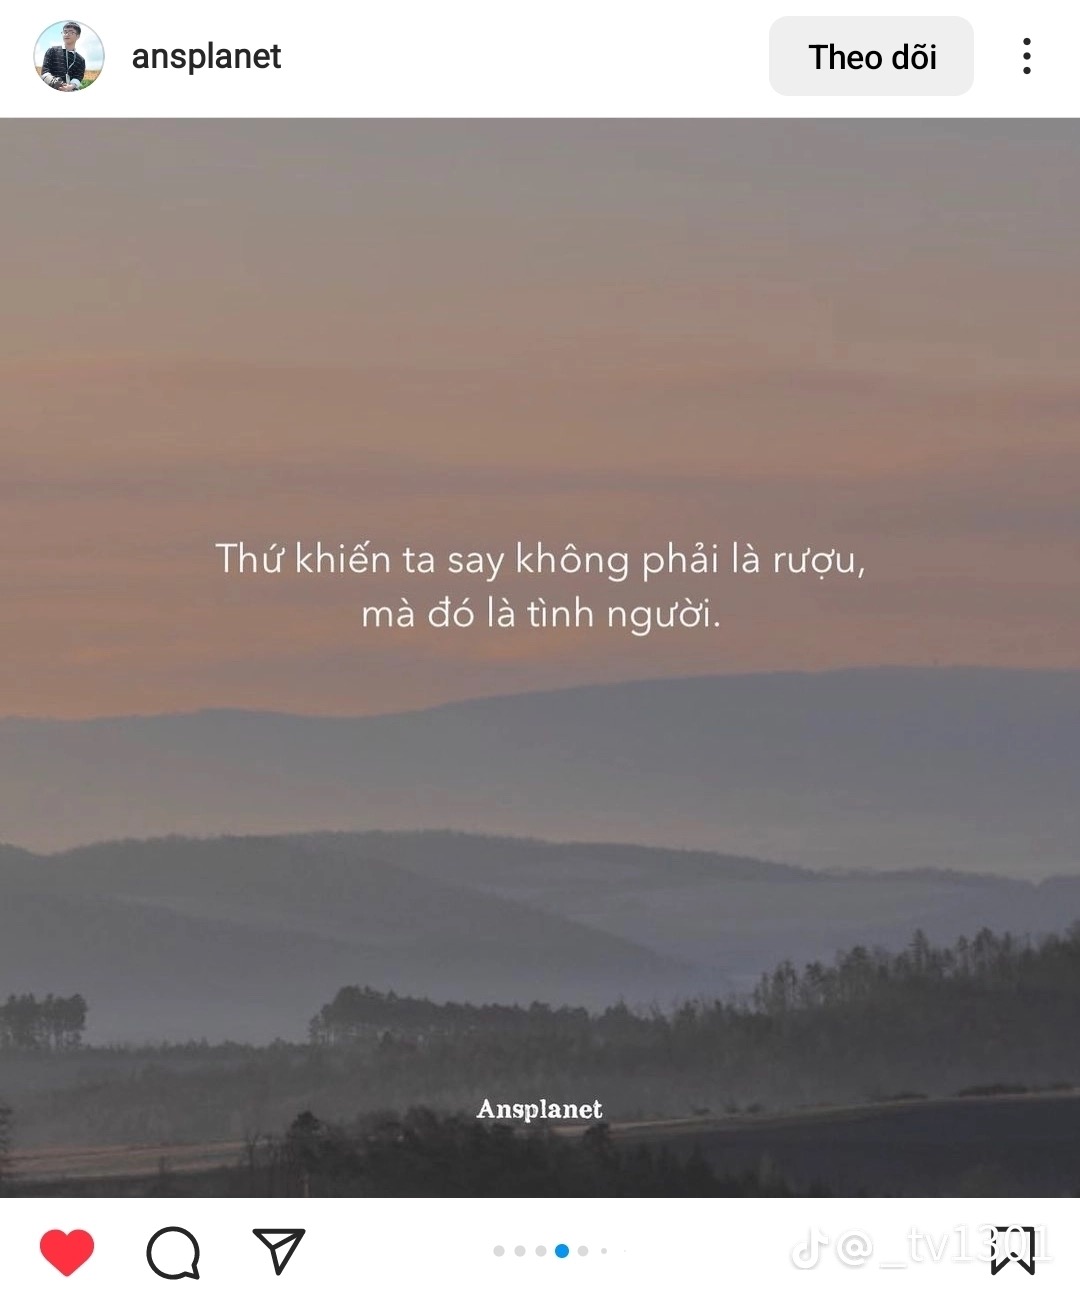 ansplanet
Theo dõi
Thứ khiến ta say không phải là rượu,
mà đó là tình người.
Ansplanet
@_tv1301